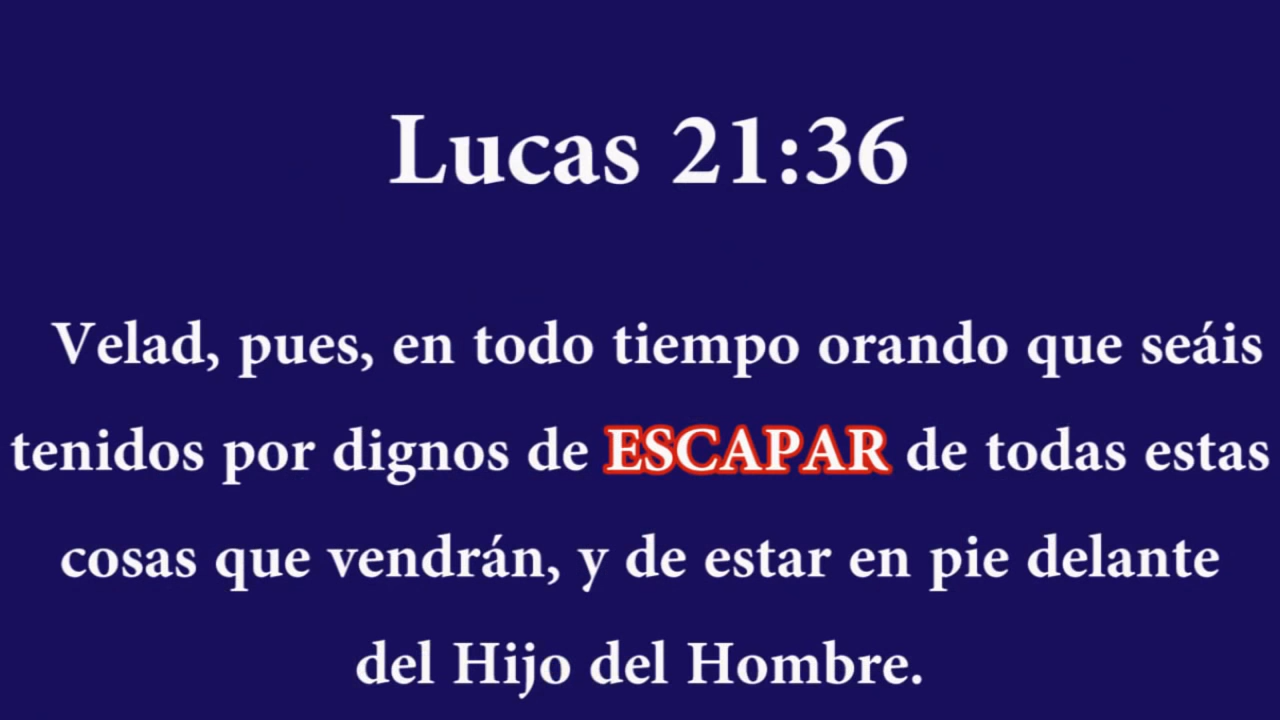 Lucas 21:36
Velad, pues, en todo tiempo orando que seáis
tenidos por dignos de ESCAPAR de todas estas
cosas que vendrán, y de estar en pie delante
del Hijo del Hombre.